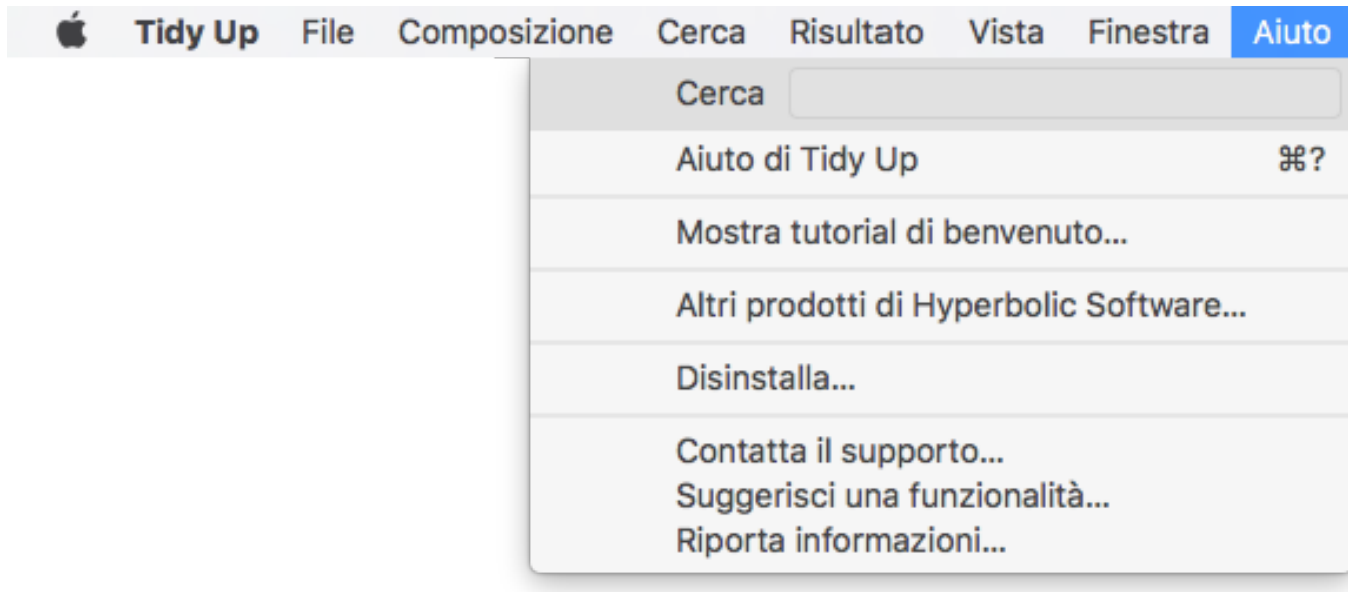 Tidy Up File Composizione Cerca Risultato Vista Finestra Aiuto
Cerca
Aiuto di Tidy Up ⌘?
Mostra tutorial di benvenuto...
Altri prodotti di Hyperbolic Software...
Disinstalla...
Contatta il supporto...
Suggerisci una funzionalità...
Riporta informazioni...